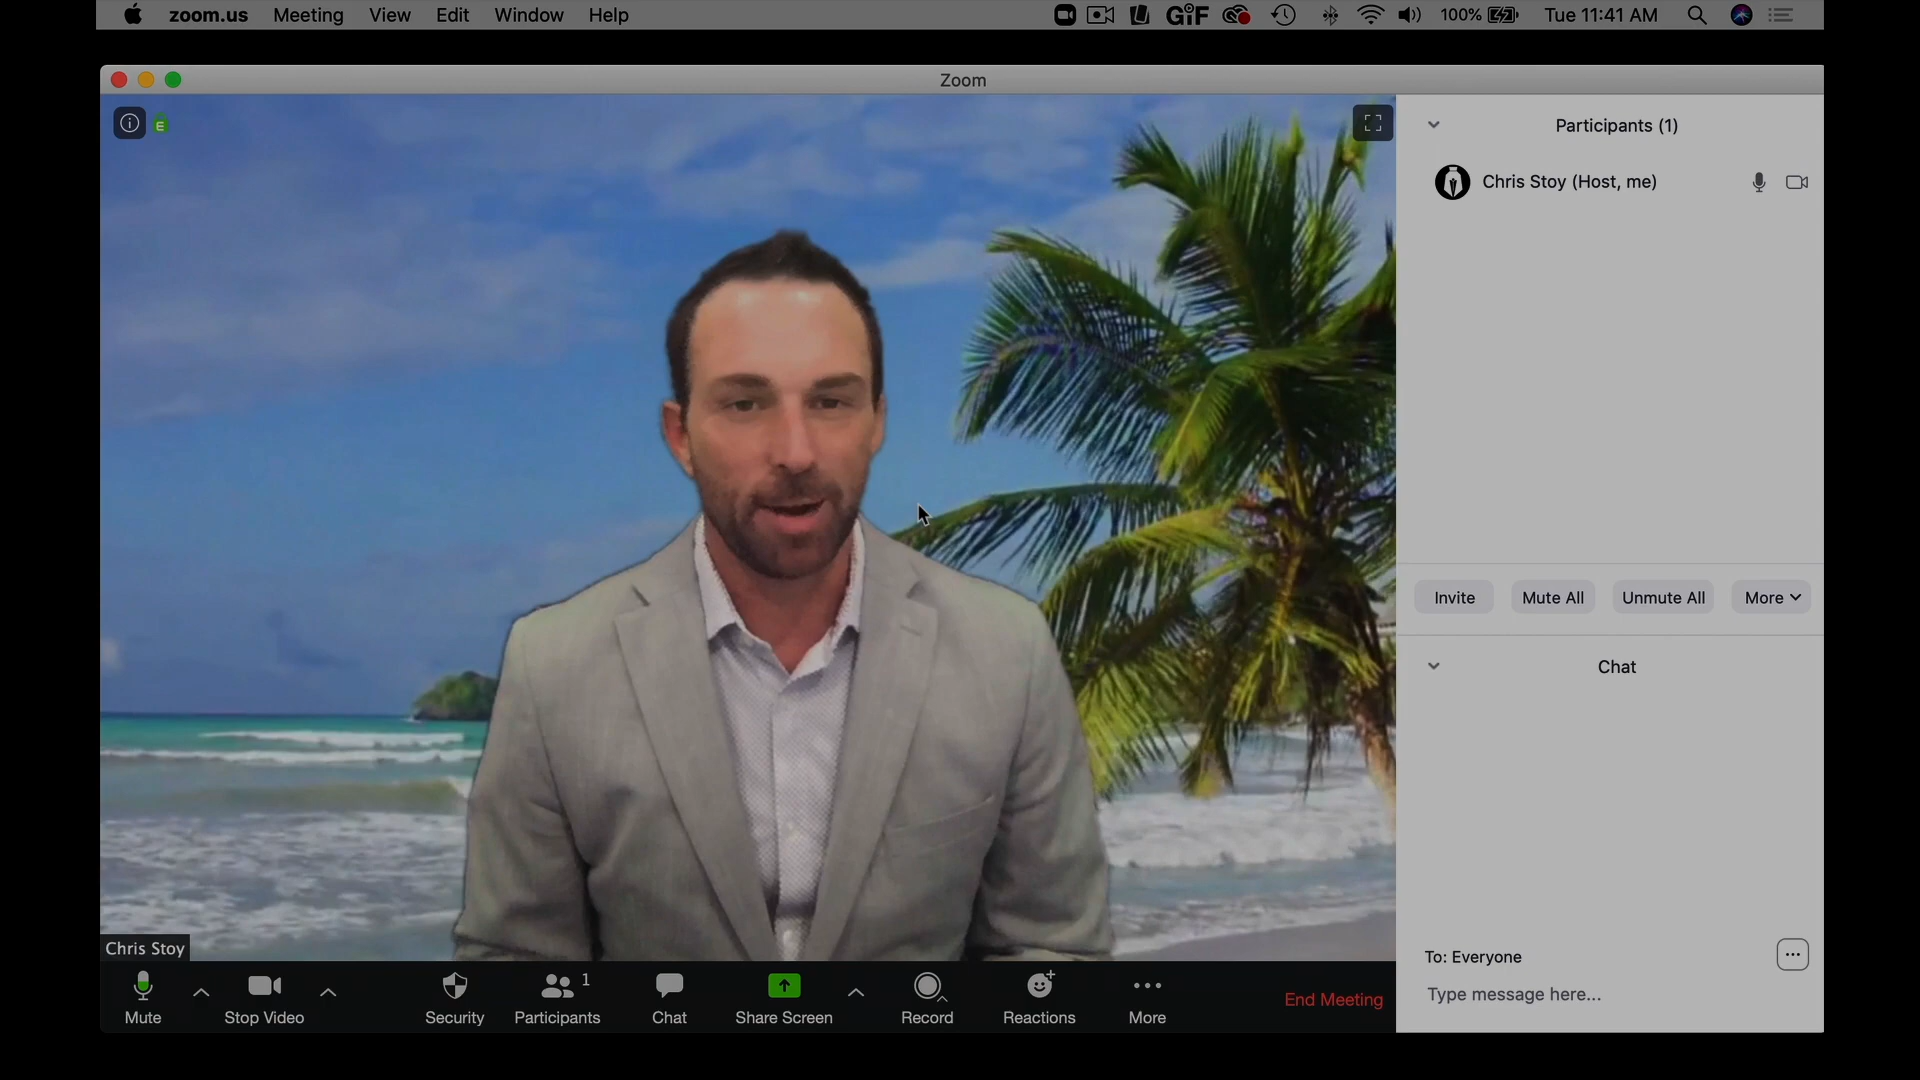 zoom.us Meeting View Edit Window Help GIF 100% Tue 11:41 AM
Zoom
E
Participants (1)
Chris Stoy (Host, me)
Invite Mute All Unmute All More
Chat
Chris Stoy
To: Everyone
Type message here...
Mute Stop Video Security Participants 1 Chat Share Screen Record Reactions More End Meeting